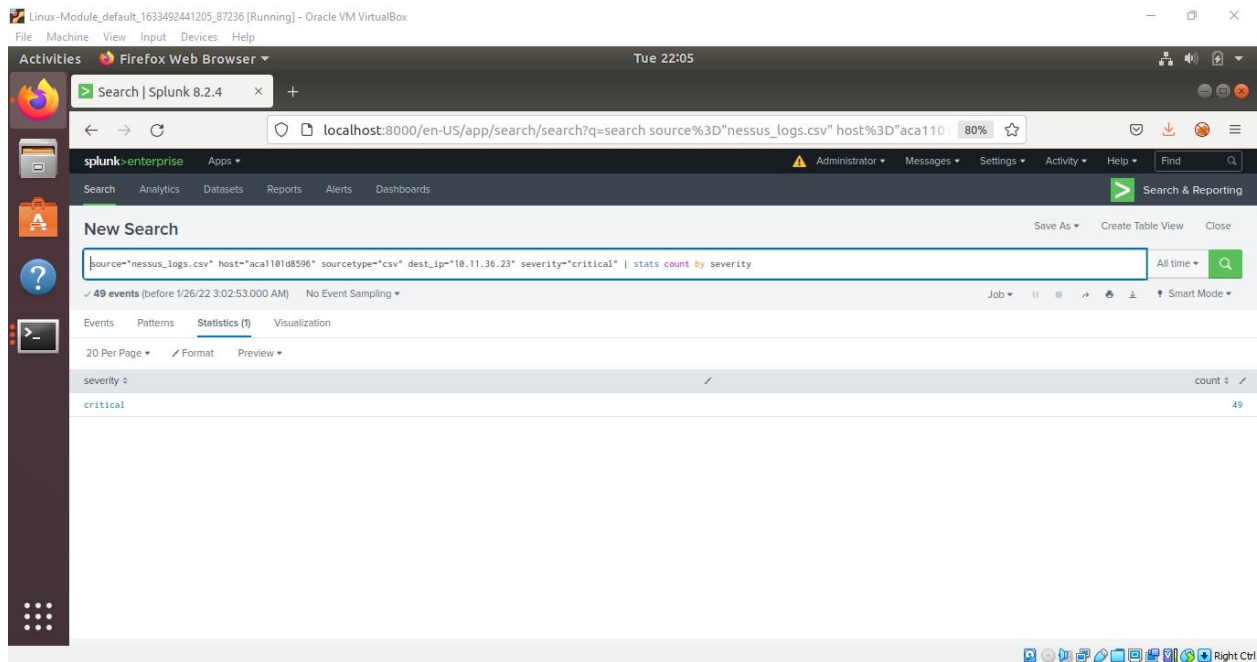 Linux-Module_default_1633492441205_87236 [Running] - Oracle VM VirtualBox
File Machine View Input Devices Help
Activities Firefox Web Browser Tue 22:05
Search | Splunk 8.2.4
localhost:8000/en-US/app/search/search?q=search source%3D"nessus_logs.csv" host%3D"aca110 80%
splunk>enterprise Apps Administrator Messages Settings Activity Help Find
Search Analytics Datasets Reports Alerts Dashboards Search & Reporting
New Search Save As Create Table View Close
source="nessus_logs.csv" host="aca1101d8596" sourcetype="csv" dest_ip="10.11.36.23" severity="critical" | stats count by severity All time
49 events (before 1/26/22 3:02:53.000 AM) No Event Sampling Job Smart Mode
Events Patterns Statistics (1) Visualization
20 Per Page Format Preview
severity count
critical 49
Right Ctrl